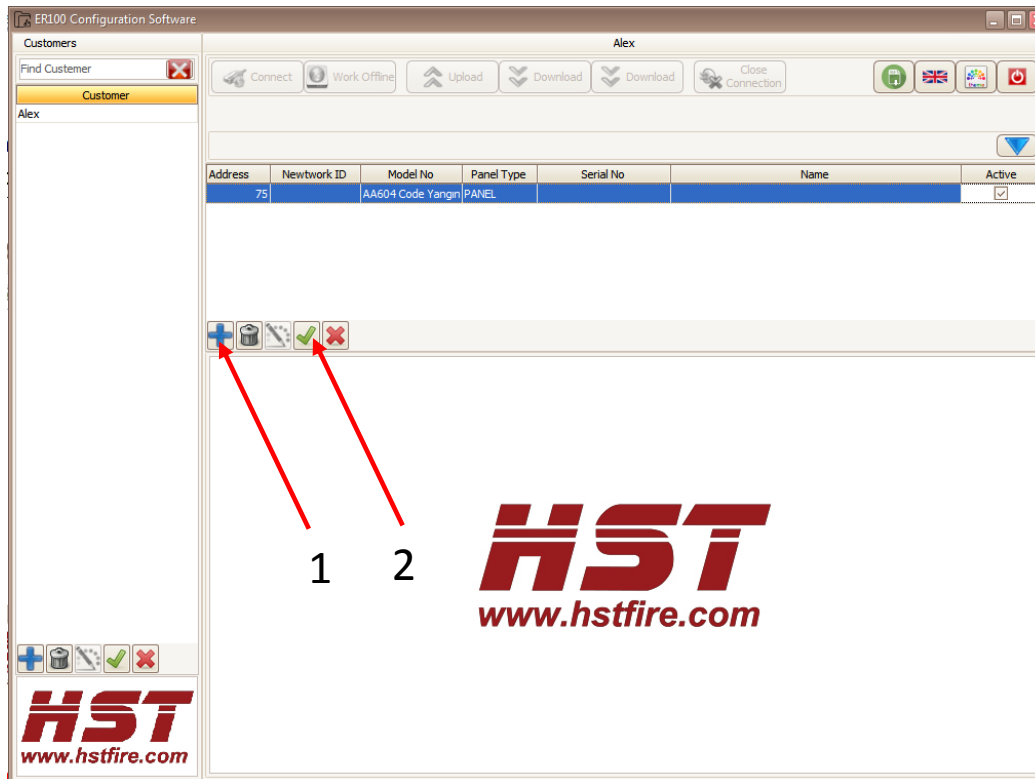 ER100 Configuration Software
Customers
Alex
Find Custemer
Connect
Work Offline
Upload
Download
Download
Close Connection
thema
Customer
Alex
Address Newtwork ID Model No Panel Type Serial No Name Active
75 AA604 Code Yangın PANEL
1 2
HST
www.hstfire.com
HST
www.hstfire.com